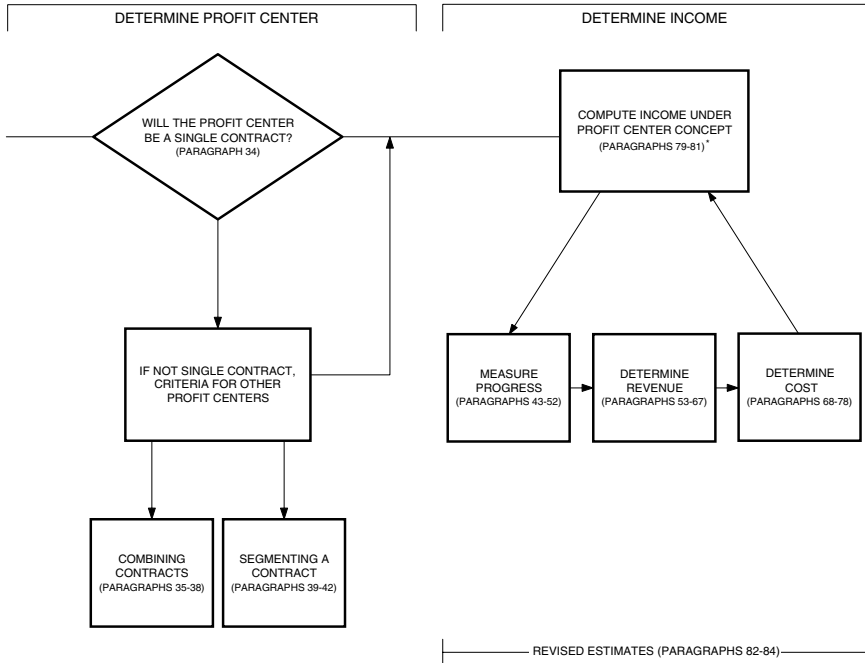 DETERMINE PROFIT CENTER
DETERMINE INCOME
WILL THE PROFIT CENTER
BE A SINGLE CONTRACT?
(PARAGRAPH 34)
COMPUTE INCOME UNDER
PROFIT CENTER CONCEPT
(PARAGRAPHS 79-81)*
IF NOT SINGLE CONTRACT,
CRITERIA FOR OTHER
PROFIT CENTERS
MEASURE
PROGRESS
(PARAGRAPHS 43-52)
DETERMINE
REVENUE
(PARAGRAPHS 53-67)
DETERMINE
COST
(PARAGRAPHS 68-78)
COMBINING
CONTRACTS
(PARAGRAPHS 35-38)
SEGMENTING A
CONTRACT
(PARAGRAPHS 39-42)
REVISED ESTIMATES (PARAGRAPHS 82-84)